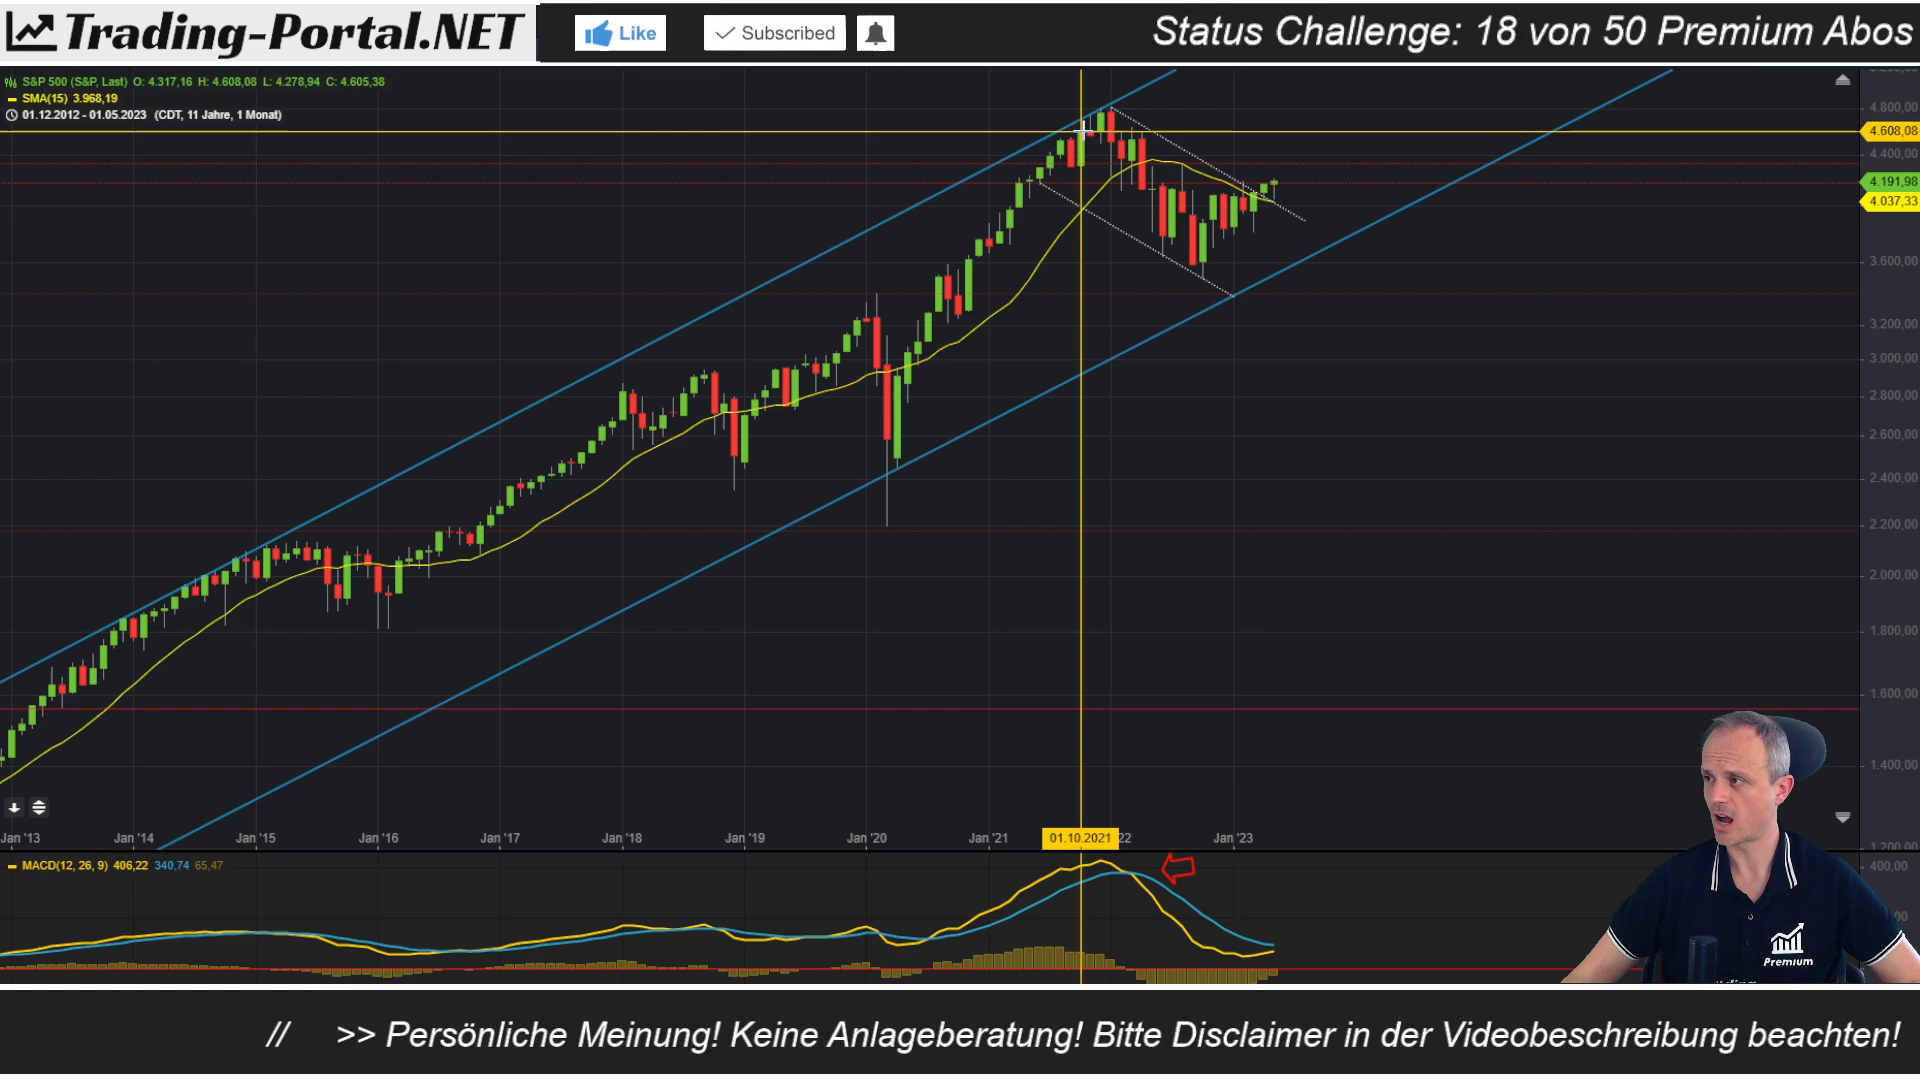 Trading-Portal.NET
Like
Subscribed
Status Challenge: 18 von 50 Premium Abos
S&P 500 (S&P, Last) O: 4.317,16 H: 4.608,08 L: 4.278,94 C: 4.605,38
SMA(15) 3.968,19
01.12.2012 - 01.05.2023 (CDT, 11 Jahre, 1 Monat)
4.800,00
4.608,08
4.400,00
4.191,98
4.037,33
3.600,00
3.200,00
3.000,00
2.800,00
2.600,00
2.400,00
2.200,00
2.000,00
1.800,00
1.600,00
1.400,00
1.200,00
Jan '13 Jan '14 Jan '15 Jan '16 Jan '17 Jan '18 Jan '19 Jan '20 Jan '21 01.10.2021 22 Jan '23
MACD(12, 26, 9) 406,22 340,74 65,47
400,00
Premium
// >> Persönliche Meinung! Keine Anlageberatung! Bitte Disclaimer in der Videobeschreibung beachten!